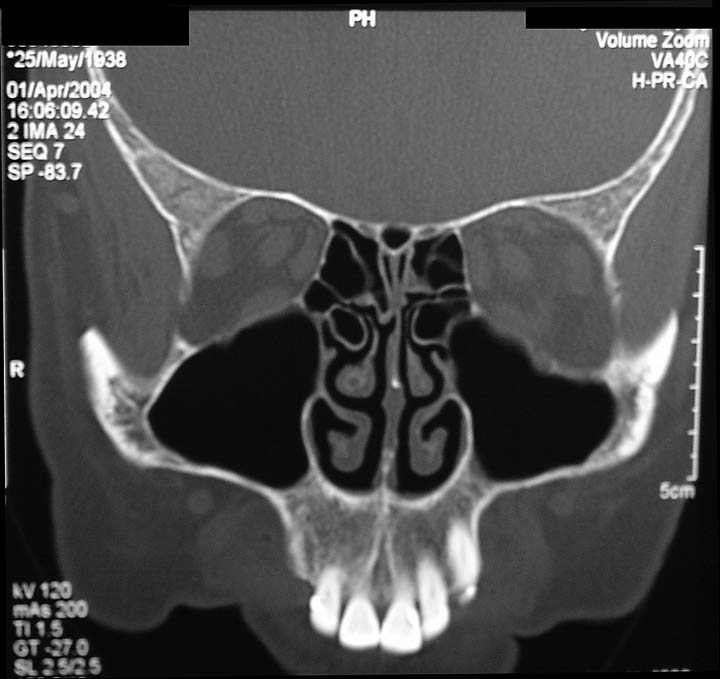 PH
*25/May/1938
01/Apr/2004
16:06:09.42
2 IMA 24
SEQ 7
SP -83.7
Volume Zoom
VA40C
H-PR-CA
R
5cm
kV 120
mAs 200
TI 1.5
GT -27.0
SL 2.5/2.5